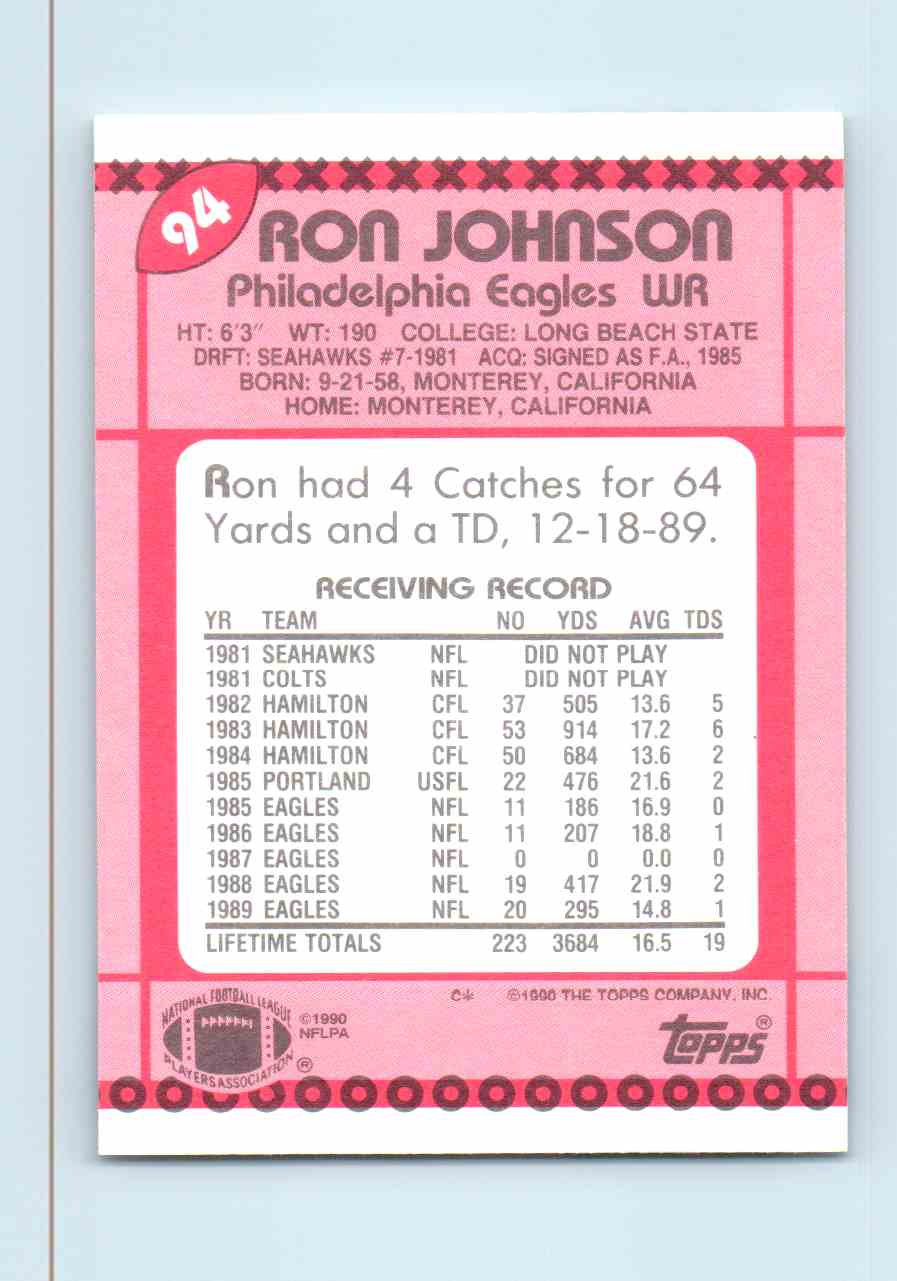 94
RON JOHNSON
Philadelphia Eagles WR
HT: 6'3" WT: 190 COLLEGE: LONG BEACH STATE
DRFT: SEAHAWKS #7-1981 ACQ: SIGNED AS F.A., 1985
BORN: 9-21-58, MONTEREY, CALIFORNIA
HOME: MONTEREY, CALIFORNIA
Ron had 4 Catches for 64
Yards and a TD, 12-18-89.
RECEIVING RECORD
YR TEAM NO YDS AVG TDS
1981 SEAHAWKS NFL DID NOT PLAY
1981 COLTS NFL DID NOT PLAY
1982 HAMILTON CFL 37 505 13.6 5
1983 HAMILTON CFL 53 914 17.2 6
1984 HAMILTON CFL 50 684 13.6 2
1985 PORTLAND USFL 22 476 21.6 2
1985 EAGLES NFL 11 186 16.9 0
1986 EAGLES NFL 11 207 18.8 1
1987 EAGLES NFL 0 0 0.0 0
1988 EAGLES NFL 19 417 21.9 2
1989 EAGLES NFL 20 295 14.8 1
LIFETIME TOTALS 223 3684 16.5 19
C* ©1990 THE TOPPS COMPANY, INC.
NATIONAL FOOTBALL LEAGUE
PLAYERS ASSOCIATION ®
©1990
NFLPA
Topps®